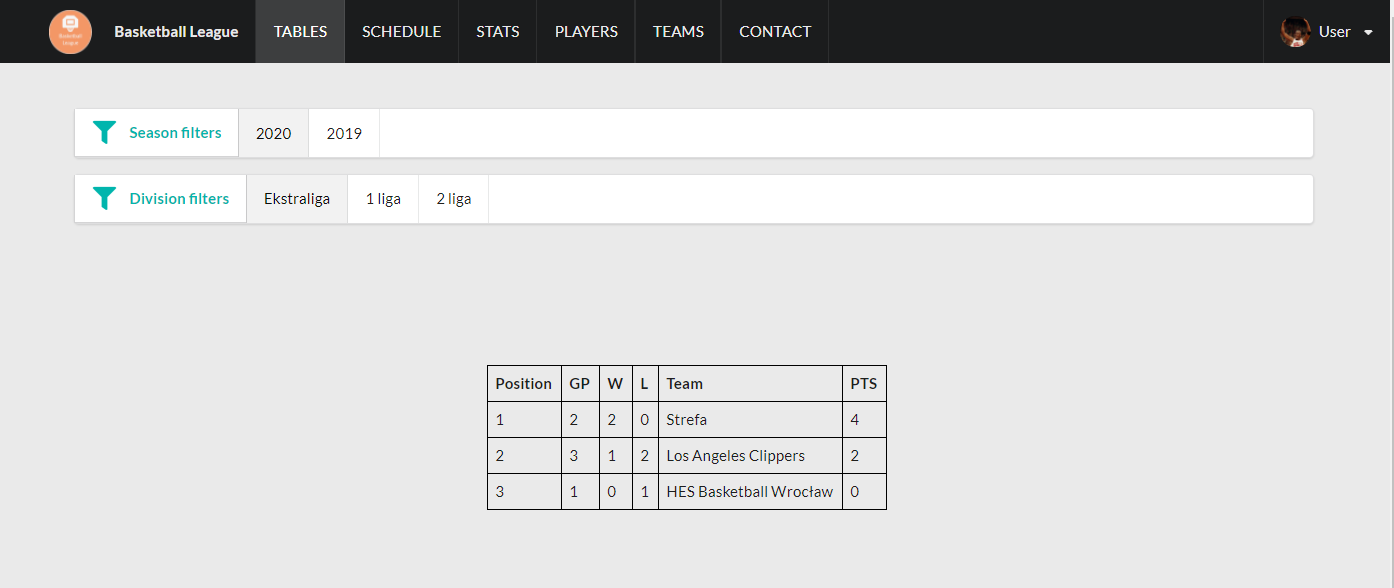 Basketball League TABLES SCHEDULE STATS PLAYERS TEAMS CONTACT User
Season filters 2020 2019
Division filters Ekstraliga 1 liga 2 liga
Position GP W L Team PTS
1 2 2 0 Strefa 4
2 3 1 2 Los Angeles Clippers 2
3 1 0 1 HES Basketball Wrocław 0